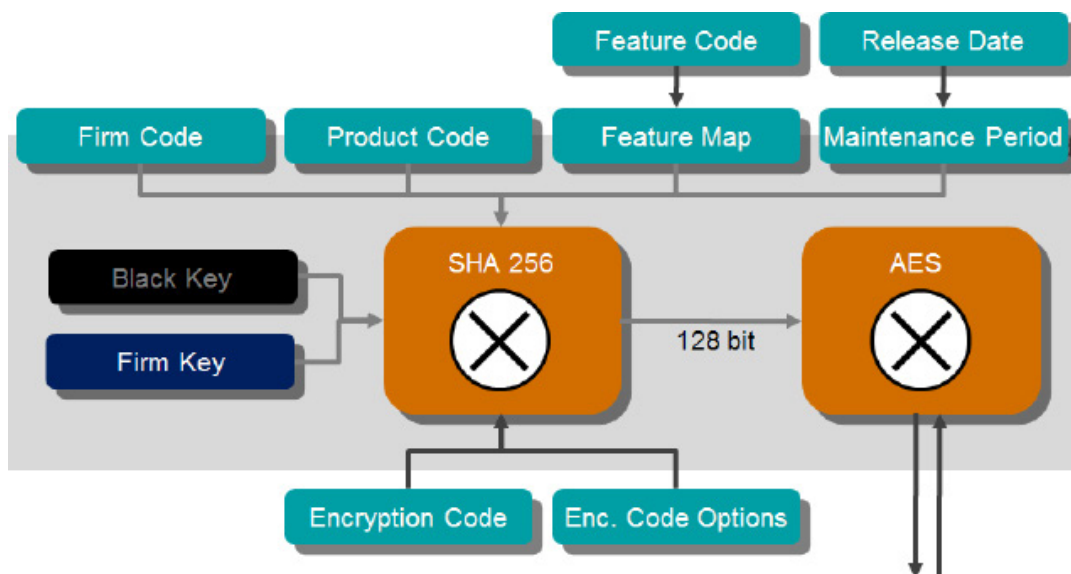 Feature Code
Release Date
Firm Code
Product Code
Feature Map
Maintenance Period
SHA 256
AES
Black Key
128 bit
Firm Key
Encryption Code
Enc. Code Options